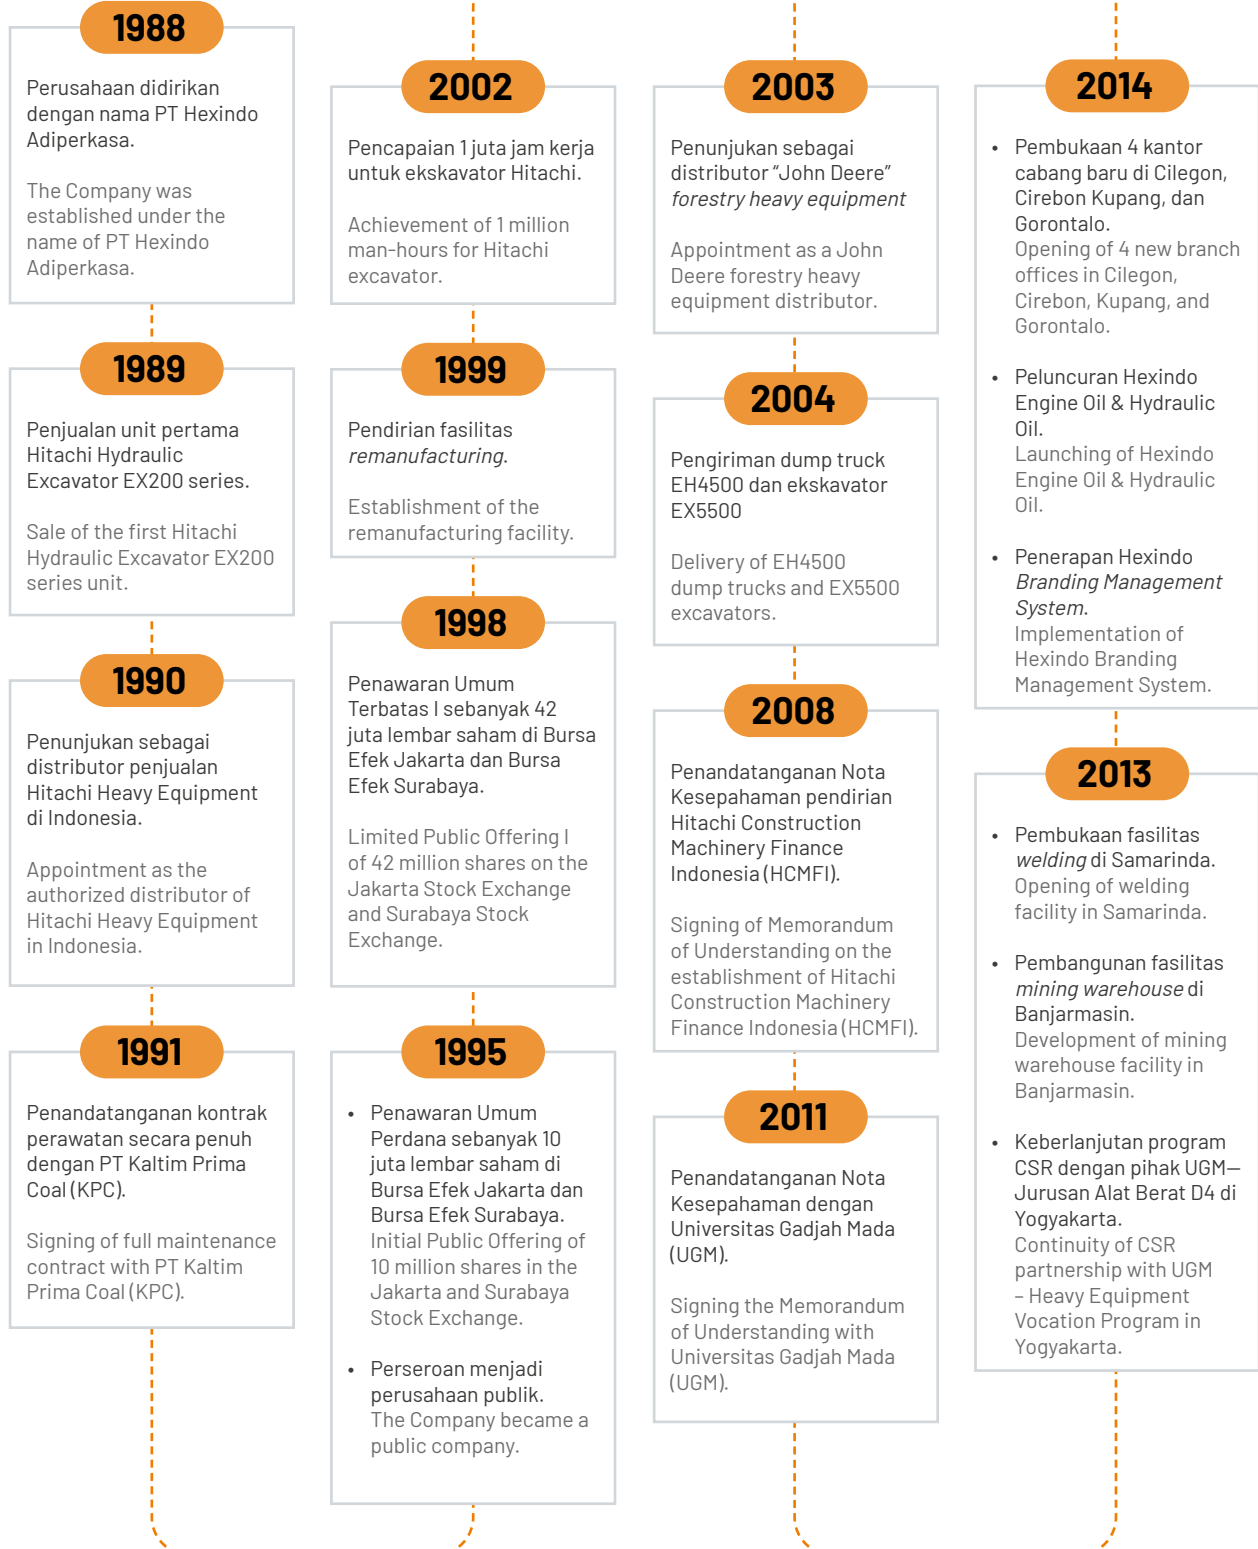 1988
Perusahaan didirikan
dengan nama PT Hexindo
Adiperkasa.
The Company was
established under the
name of PT Hexindo
Adiperkasa.
1989
Penjualan unit pertama
Hitachi Hydraulic
Excavator EX200 series.
Sale of the first Hitachi
Hydraulic Excavator EX200
series unit.
1990
Penunjukan sebagai
distributor penjualan
Hitachi Heavy Equipment
di Indonesia.
Appointment as the
authorized distributor of
Hitachi Heavy Equipment
in Indonesia.
1991
Penandatanganan kontrak
perawatan secara penuh
dengan PT Kaltim Prima
Coal (KPC).
Signing of full maintenance
contract with PT Kaltim
Prima Coal (KPC).
2002
Pencapaian 1 juta jam kerja
untuk ekskavator Hitachi.
Achievement of 1 million
man-hours for Hitachi
excavator.
1999
Pendirian fasilitas
remanufacturing.
Establishment of the
remanufacturing facility.
1998
Penawaran Umum
Terbatas I sebanyak 42
juta lembar saham di Bursa
Efek Jakarta dan Bursa
Efek Surabaya.
Limited Public Offering I
of 42 million shares on the
Jakarta Stock Exchange
and Surabaya Stock
Exchange.
1995
• Penawaran Umum
Perdana sebanyak 10
juta lembar saham di
Bursa Efek Jakarta dan
Bursa Efek Surabaya.
Initial Public Offering of
10 million shares in the
Jakarta and Surabaya
Stock Exchange.
• Perseroan menjadi
perusahaan publik.
The Company became a
public company.
2003
Penunjukan sebagai
distributor “John Deere”
forestry heavy equipment
Appointment as a John
Deere forestry heavy
equipment distributor.
2004
Pengiriman dump truck
EH4500 dan ekskavator
EX5500
Delivery of EH4500
dump trucks and EX5500
excavators.
2008
Penandatanganan Nota
Kesepahaman pendirian
Hitachi Construction
Machinery Finance
Indonesia (HCMFI).
Signing of Memorandum
of Understanding on the
establishment of Hitachi
Construction Machinery
Finance Indonesia (HCMFI).
2011
Penandatanganan Nota
Kesepahaman dengan
Universitas Gadjah Mada
(UGM).
Signing the Memorandum
of Understanding with
Universitas Gadjah Mada
(UGM).
2014
• Pembukaan 4 kantor
cabang baru di Cilegon,
Cirebon Kupang, dan
Gorontalo.
Opening of 4 new branch
offices in Cilegon,
Cirebon, Kupang, and
Gorontalo.
• Peluncuran Hexindo
Engine Oil & Hydraulic
Oil.
Launching of Hexindo
Engine Oil & Hydraulic
Oil.
• Penerapan Hexindo
Branding Management
System.
Implementation of
Hexindo Branding
Management System.
2013
• Pembukaan fasilitas
welding di Samarinda.
Opening of welding
facility in Samarinda.
• Pembangunan fasilitas
mining warehouse di
Banjarmasin.
Development of mining
warehouse facility in
Banjarmasin.
• Keberlanjutan program
CSR dengan pihak UGM—
Jurusan Alat Berat D4 di
Yogyakarta.
Continuity of CSR
partnership with UGM
– Heavy Equipment
Vocation Program in
Yogyakarta.